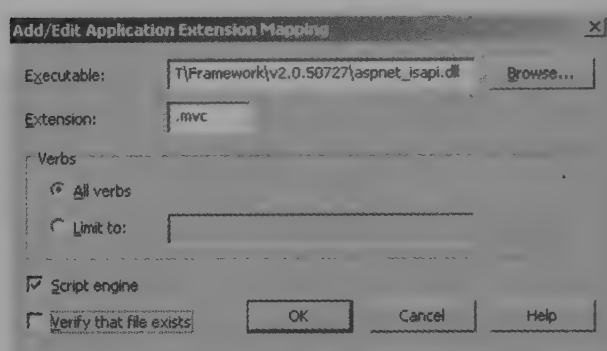 Add/Edit Application Extension Mapping
Executable:
T\Framework\v2.0.50727\aspnet_isapi.dll
Browse...
Extension:
.mvc
Verbs
All verbs
Limit to:
Script engine
Verify that file exists
OK
Cancel
Help